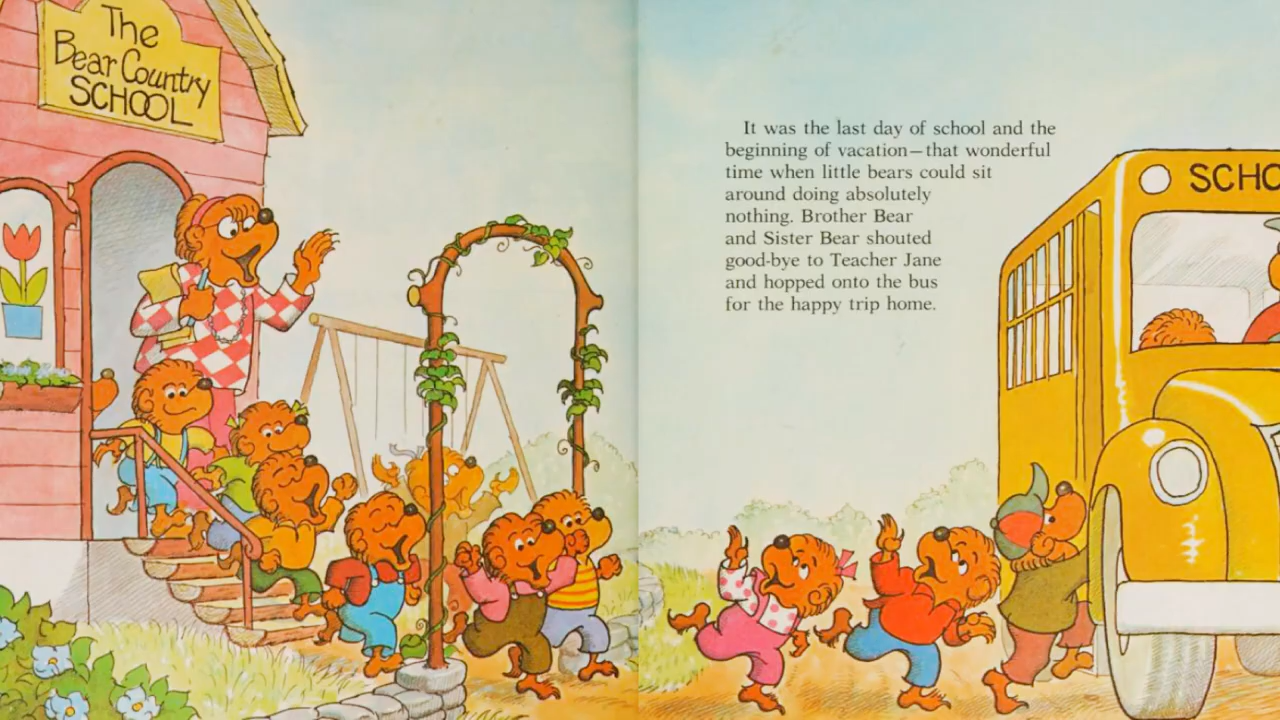 The
Bear Country
SCHOOL
It was the last day of school and the
beginning of vacation—that wonderful
time when little bears could sit
around doing absolutely
nothing. Brother Bear
and Sister Bear shouted
good-bye to Teacher Jane
and hopped onto the bus
for the happy trip home.
SCHO